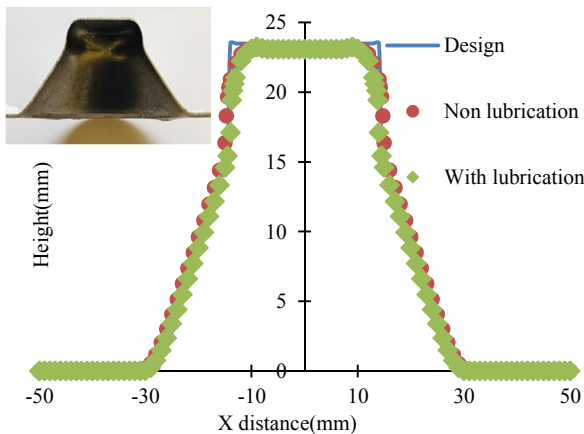 25
20
15
10
5
0
-50
-30
-10
10
30
50
Height(mm)
X distance(mm)
Design
Non lubrication
With lubrication